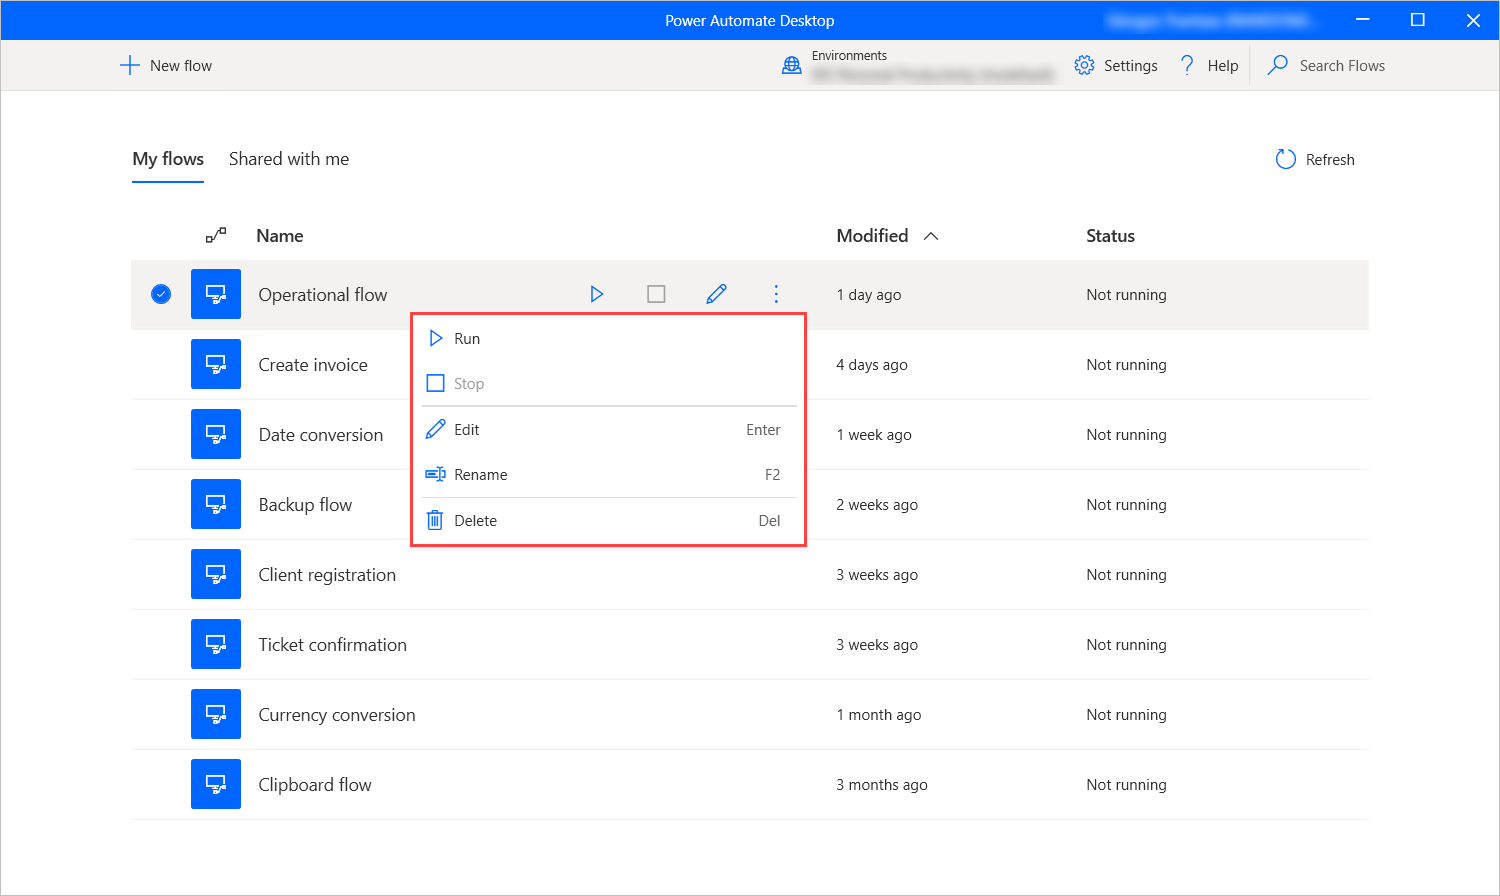 Power Automate Desktop
New flow
Environments
Settings
Help
Search Flows
My flows
Shared with me
Refresh
Name
Modified
Status
Operational flow
1 day ago
Not running
Run
Create invoice
4 days ago
Not running
Stop
Edit
Enter
Date conversion
1 week ago
Not running
Rename
F2
Backup flow
2 weeks ago
Not running
Delete
Del
Client registration
3 weeks ago
Not running
Ticket confirmation
3 weeks ago
Not running
Currency conversion
1 month ago
Not running
Clipboard flow
3 months ago
Not running